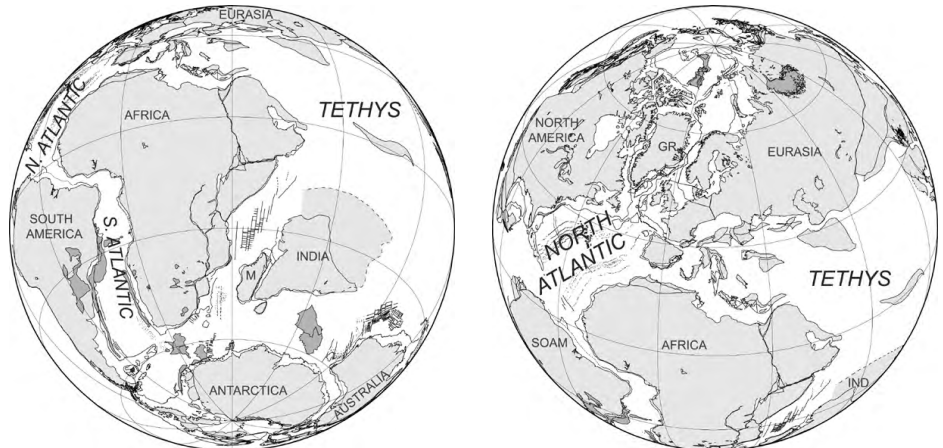 EURASIA
N. ATLANTIC
AFRICA
TETHYS
SOUTH
AMERICA
S. ATLANTIC
M
INDIA
ANTARCTICA
AUSTRALIA
NORTH
AMERICA
GR
EURASIA
NORTH
ATLANTIC
TETHYS
SOAM
AFRICA
IND